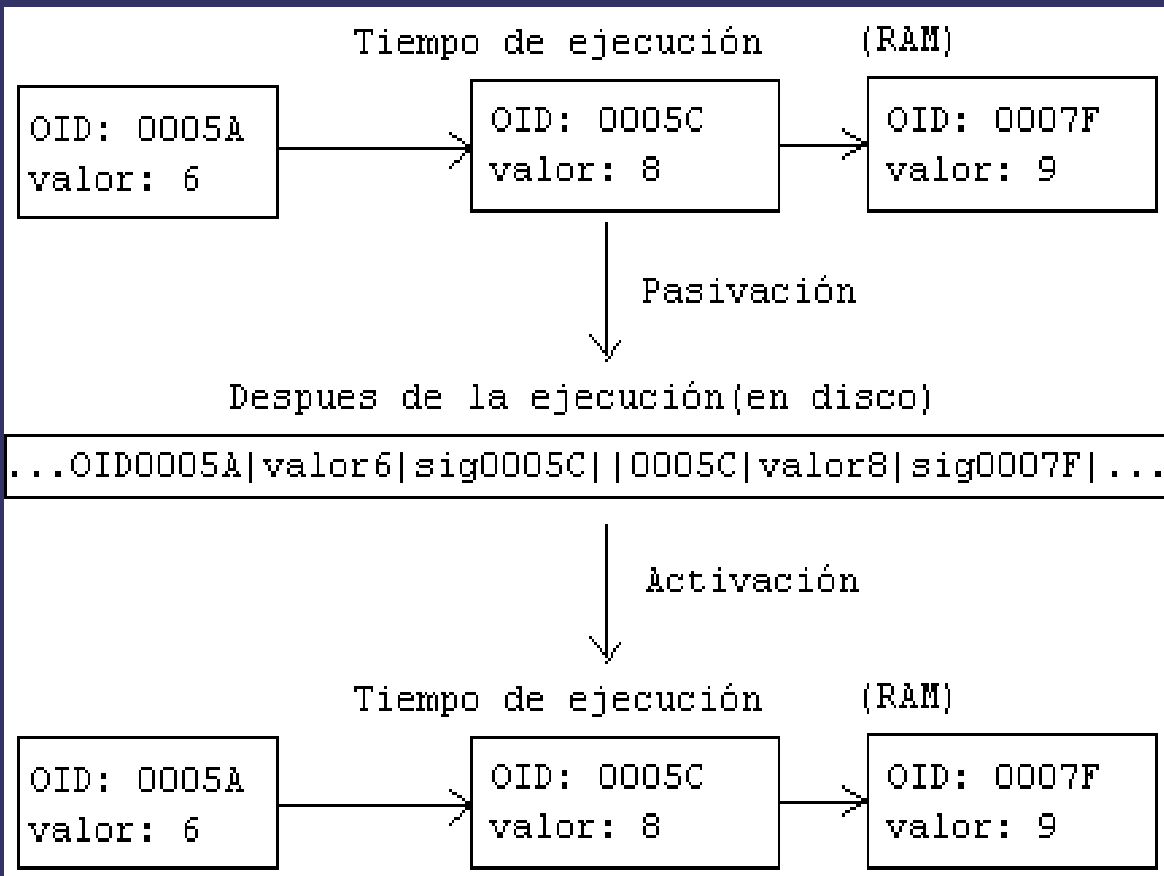 Tiempo de ejecución (RAM)
OID: 0005A
valor: 6
OID: 0005C
valor: 8
OID: 0007F
valor: 9
Pasivación
Despues de la ejecución(en disco)
...OID0005A|valor6|sig0005C||0005C|valor8|sig0007F|...
Activación
Tiempo de ejecución (RAM)
OID: 0005A
valor: 6
OID: 0005C
valor: 8
OID: 0007F
valor: 9